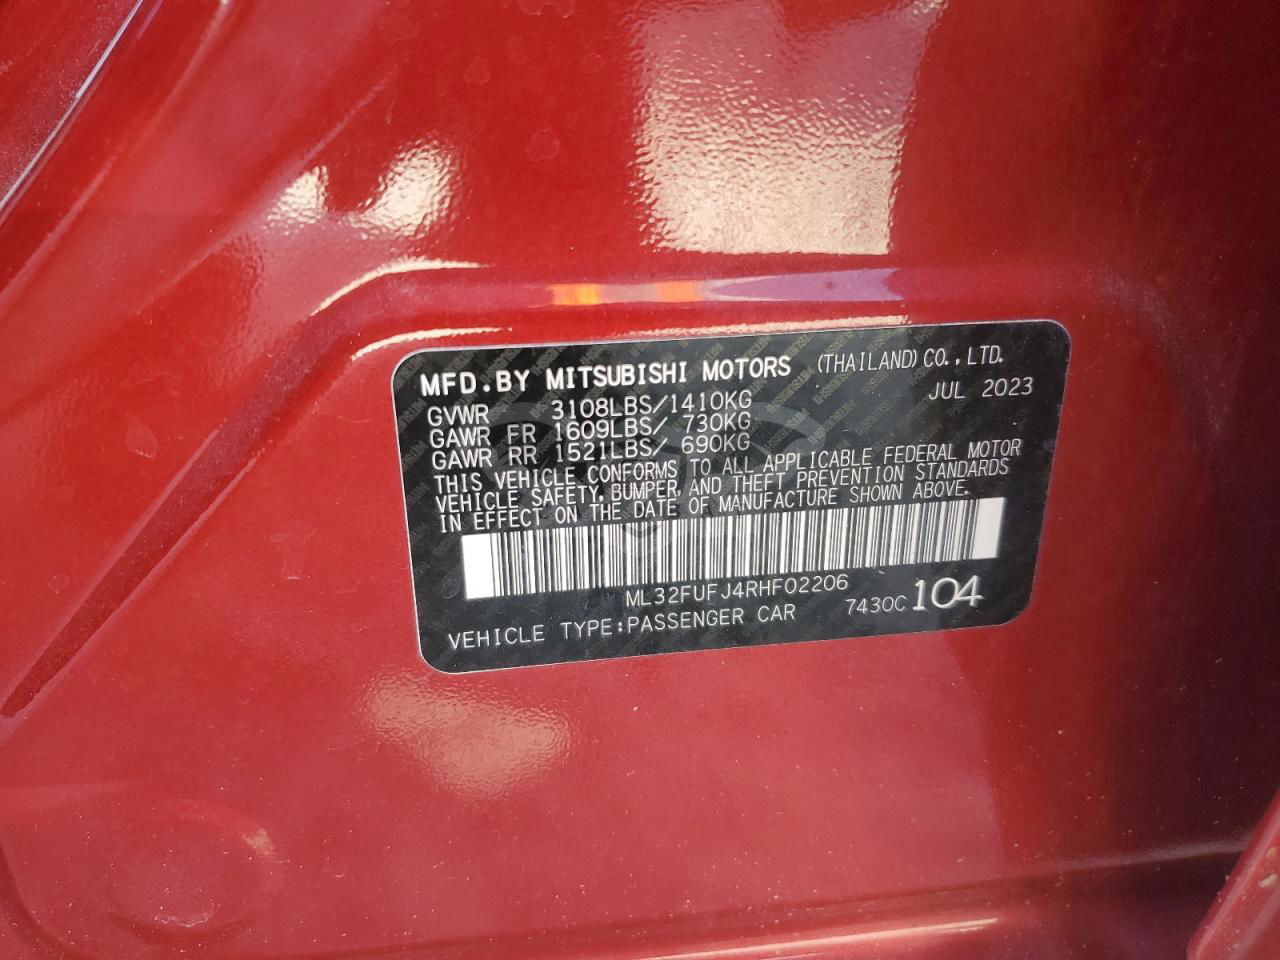 MFD.BY MITSUBISHI MOTORS (THAILAND) CO., LTD.
JUL 2023
GVWR 3108LBS/1410KG
GAWR FR 1609LBS/ 730KG
GAWR RR 1521LBS/ 690KG
THIS VEHICLE CONFORMS TO ALL APPLICABLE FEDERAL MOTOR
VEHICLE SAFETY, BUMPER, AND THEFT PREVENTION STANDARDS
IN EFFECT ON THE DATE OF MANUFACTURE SHOWN ABOVE.
ML32FUFJ4RHF02206
VEHICLE TYPE:PASSENGER CAR 7430C 104